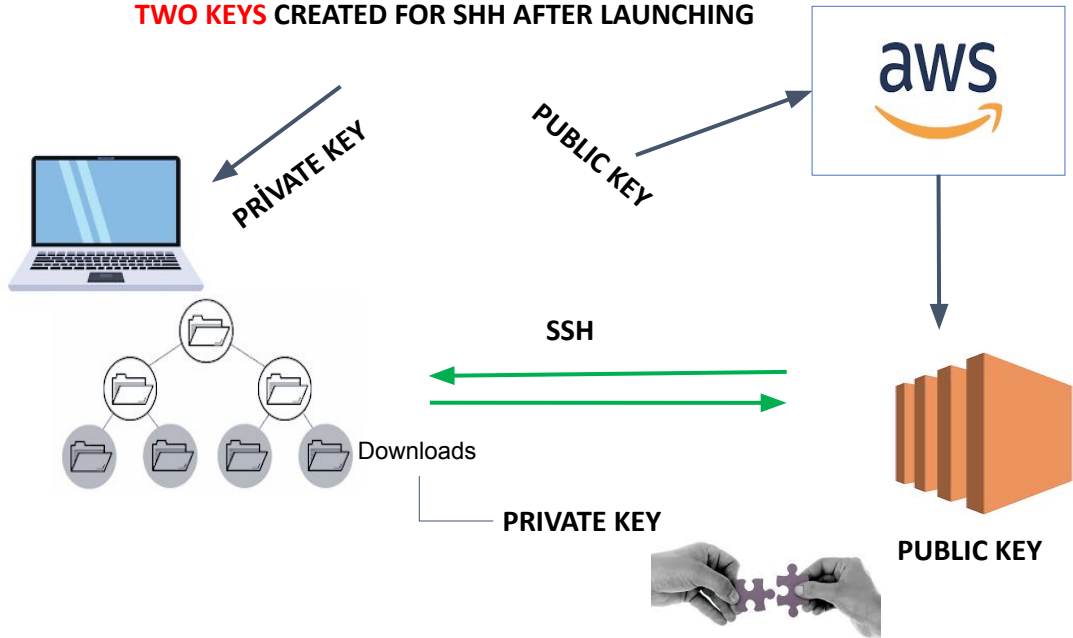 TWO KEYS CREATED FOR SHH AFTER LAUNCHING
aws
PRİVATE KEY
PUBLIC KEY
SSH
Downloads
PRIVATE KEY
PUBLIC KEY